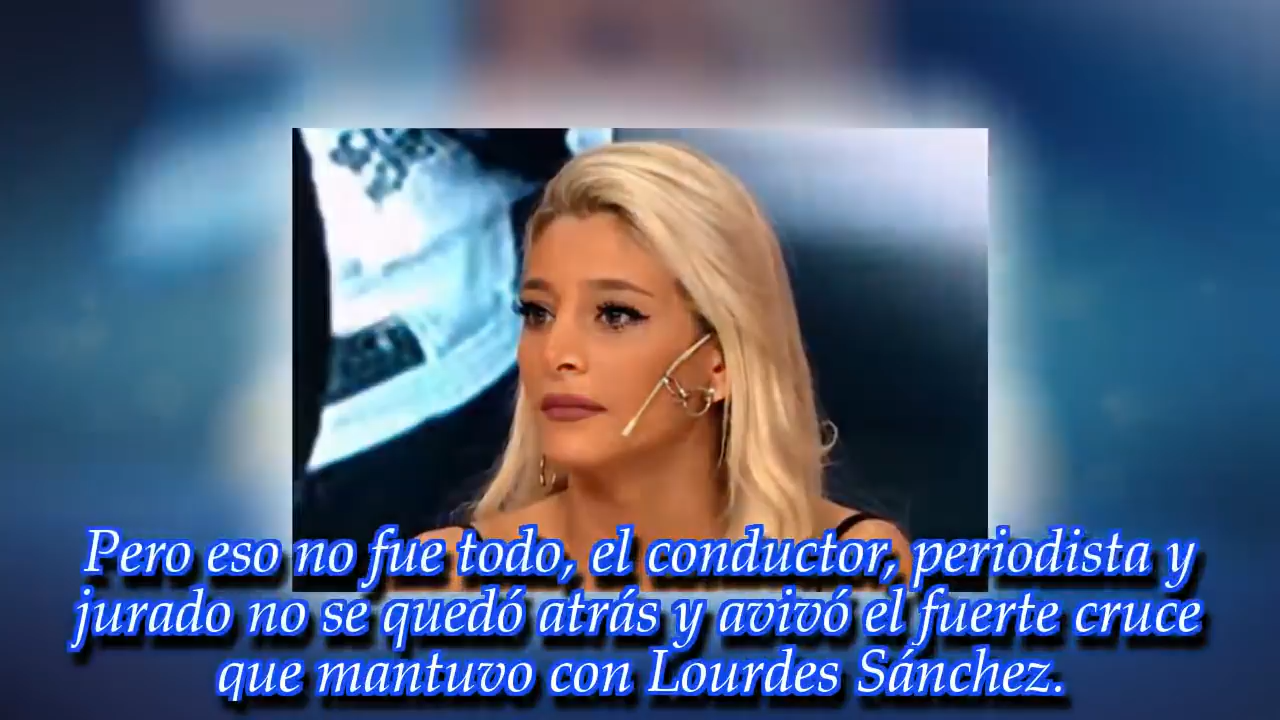 Pero eso no fue todo, el conductor, periodista y
jurado no se quedó atrás y avivó el fuerte cruce
que mantuvo con Lourdes Sánchez.